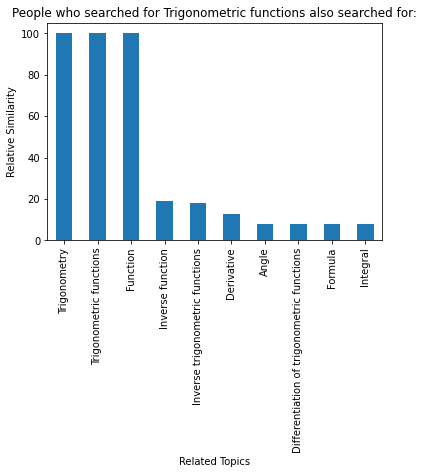 People who searched for Trigonometric functions also searched for:
100
80
60
40
20
0
Relative Similarity
Trigonometry
Trigonometric functions
Function
Inverse function
Inverse trigonometric functions
Derivative
Angle
Differentiation of trigonometric functions
Formula
Integral
Related Topics